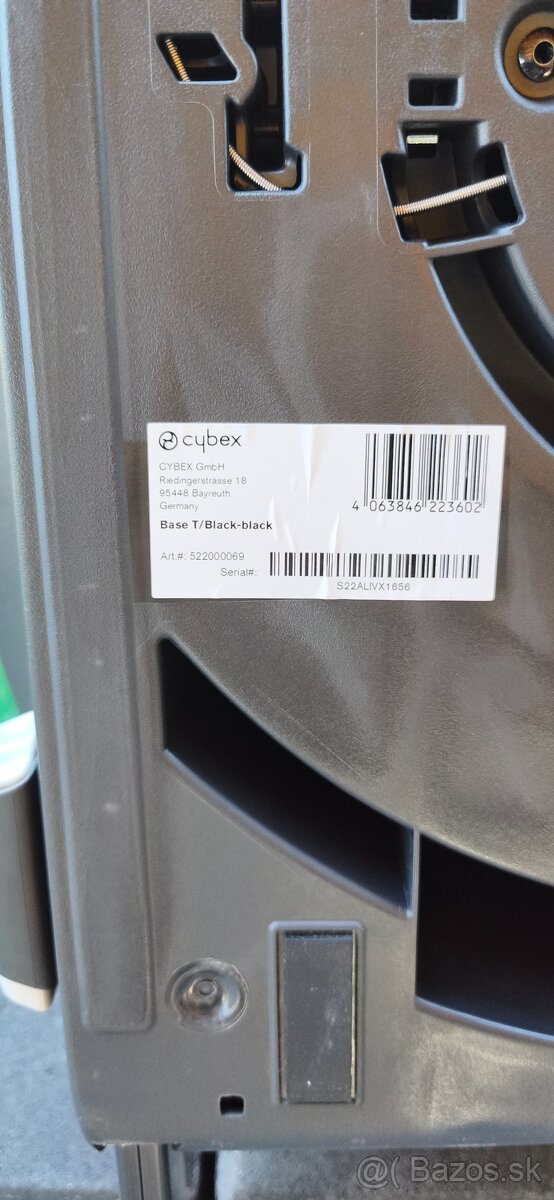 cybex
CYBEX GmbH
Riedingerstrasse 18
95448 Bayreuth
Germany
4 063846 223602
Base T/Black-black
Art.#: 522000069
Serial#:
S22ALIVX1656
@( Bazos.sk